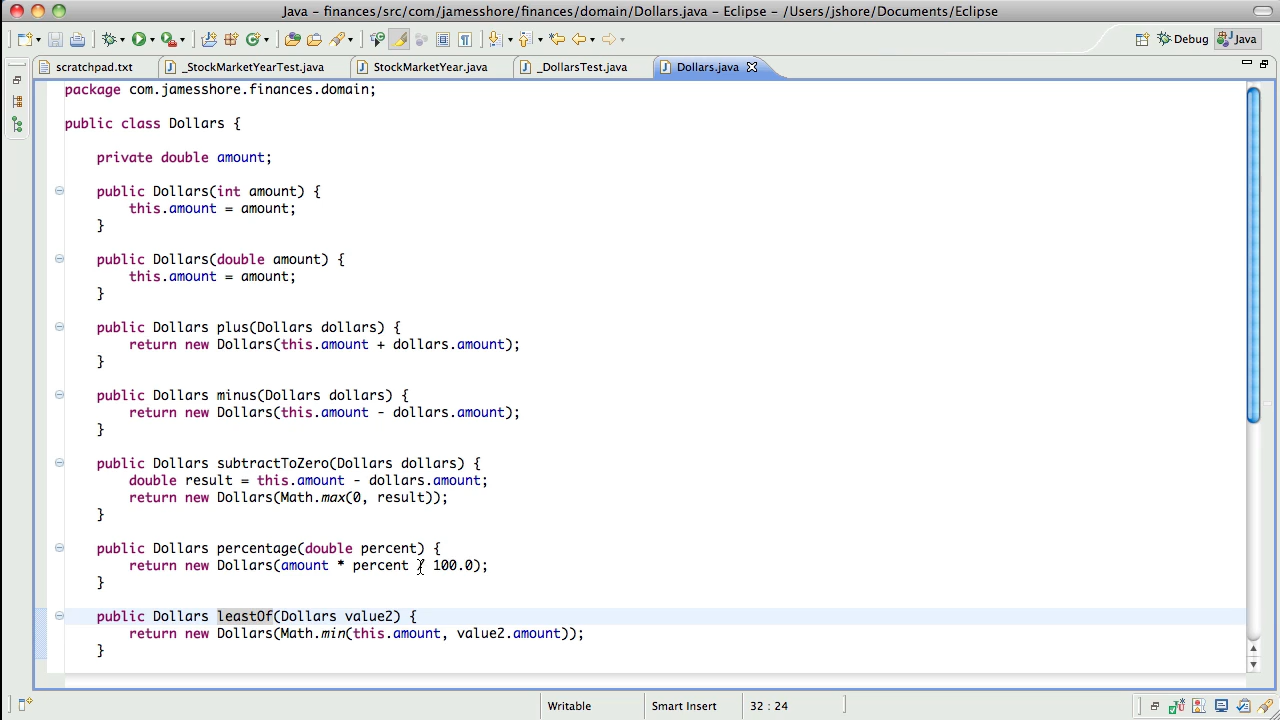 Java – finances/src/com/jamesshore/finances/domain/Dollars.java – Eclipse – /Users/jshore/Documents/Eclipse
Debug Java
scratchpad.txt _StockMarketYearTest.java StockMarketYear.java _DollarsTest.java Dollars.java
package com.jamesshore.finances.domain;
public class Dollars {
private double amount;
public Dollars(int amount) {
this.amount = amount;
}
public Dollars(double amount) {
this.amount = amount;
}
public Dollars plus(Dollars dollars) {
return new Dollars(this.amount + dollars.amount);
}
public Dollars minus(Dollars dollars) {
return new Dollars(this.amount - dollars.amount);
}
public Dollars subtractToZero(Dollars dollars) {
double result = this.amount - dollars.amount;
return new Dollars(Math.max(0, result));
}
public Dollars percentage(double percent) {
return new Dollars(amount * percent / 100.0);
}
public Dollars leastOf(Dollars value2) {
return new Dollars(Math.min(this.amount, value2.amount));
}
Writable Smart Insert 32 : 24